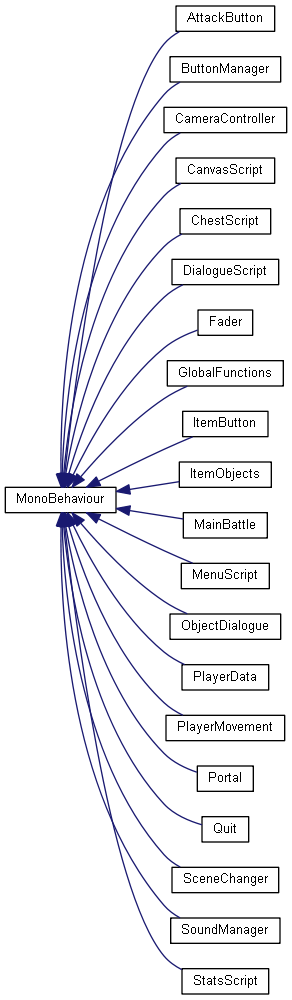 AttackButton
ButtonManager
CameraController
CanvasScript
ChestScript
DialogueScript
Fader
GlobalFunctions
ItemButton
ItemObjects
MonoBehaviour
MainBattle
MenuScript
ObjectDialogue
PlayerData
PlayerMovement
Portal
Quit
SceneChanger
SoundManager
StatsScript